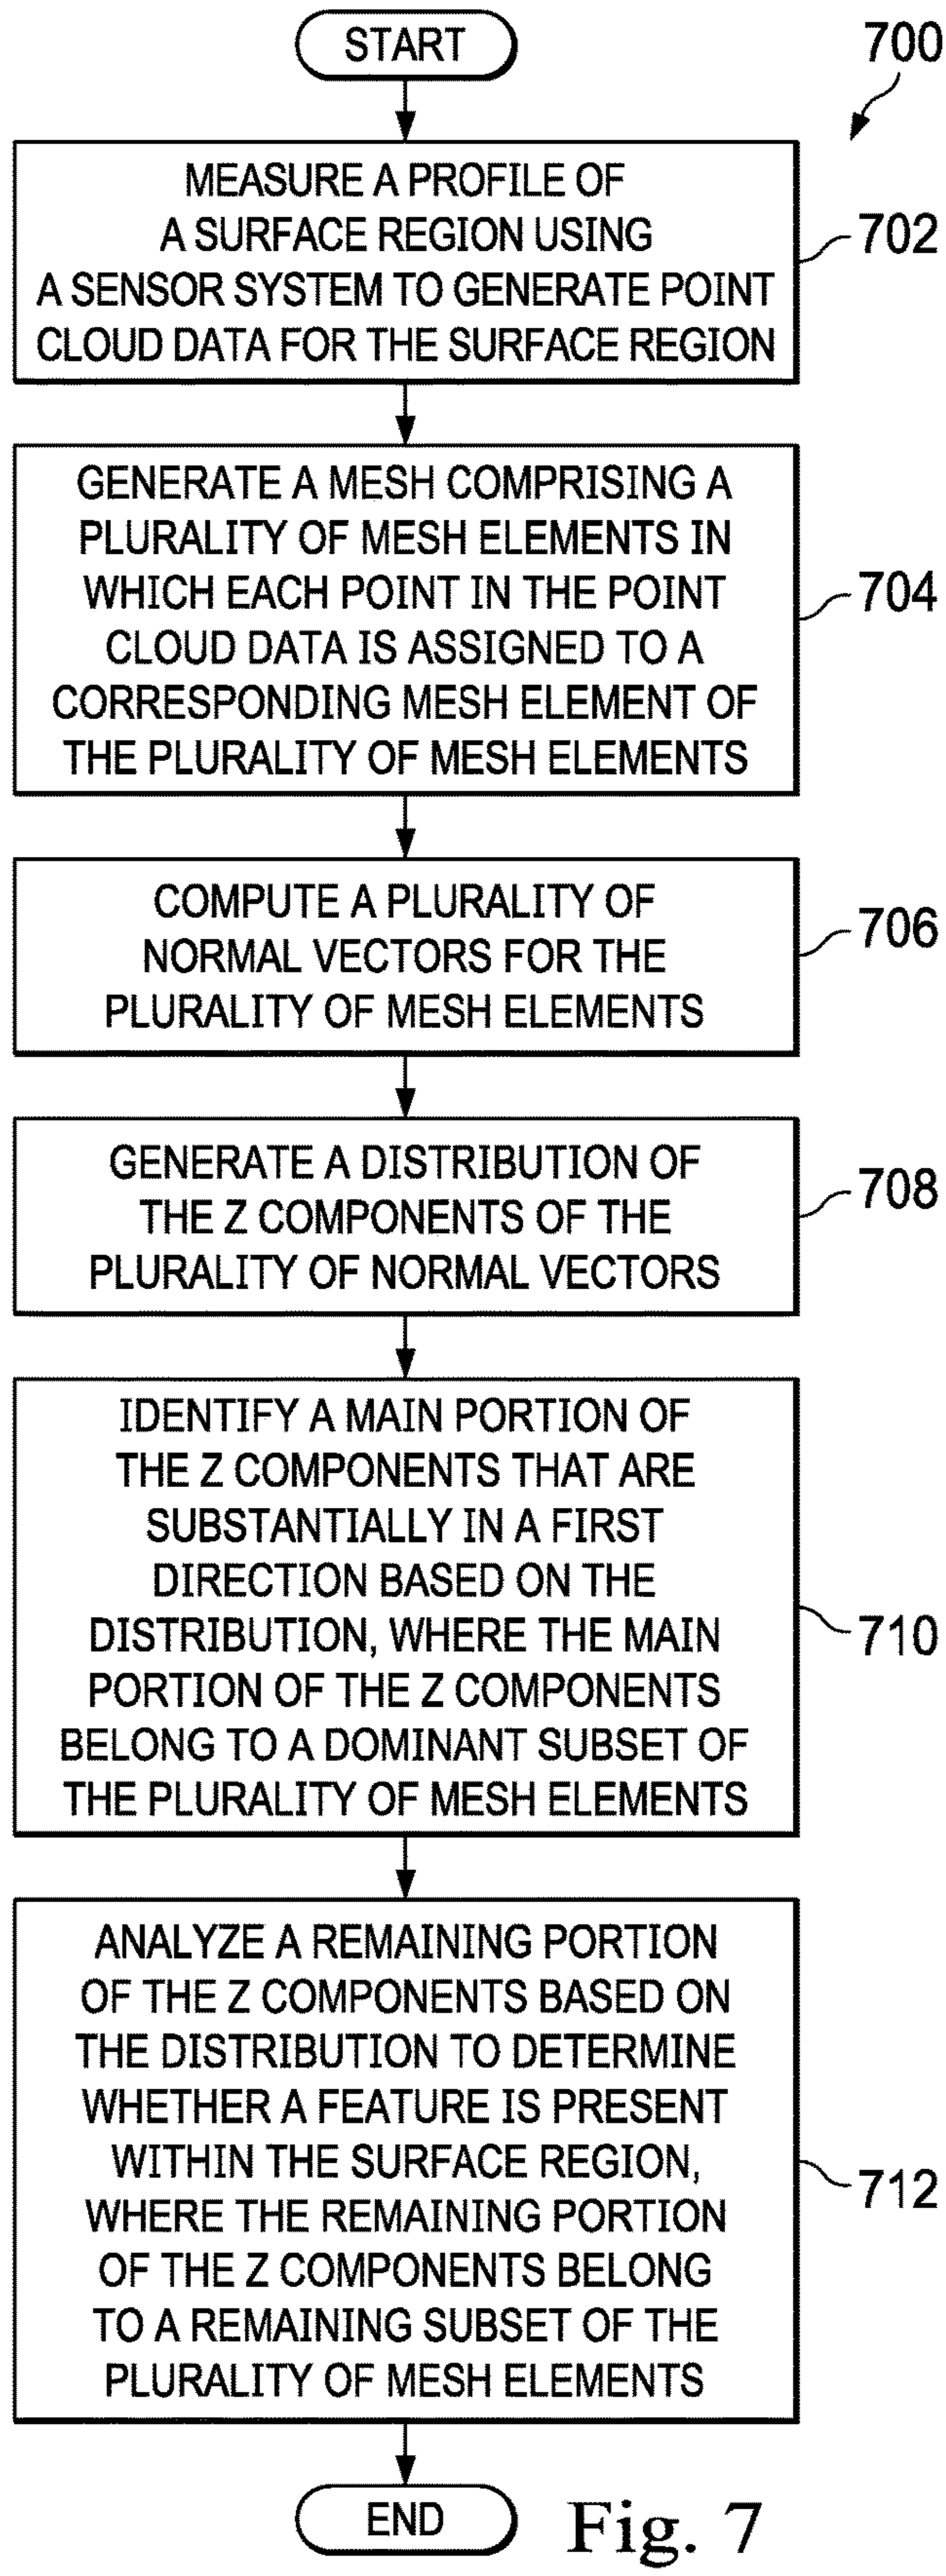 START
700
MEASURE A PROFILE OF
A SURFACE REGION USING
A SENSOR SYSTEM TO GENERATE POINT
CLOUD DATA FOR THE SURFACE REGION
702
GENERATE A MESH COMPRISING A
PLURALITY OF MESH ELEMENTS IN
WHICH EACH POINT IN THE POINT
CLOUD DATA IS ASSIGNED TO A
CORRESPONDING MESH ELEMENT OF
THE PLURALITY OF MESH ELEMENTS
704
COMPUTE A PLURALITY OF
NORMAL VECTORS FOR THE
PLURALITY OF MESH ELEMENTS
706
GENERATE A DISTRIBUTION OF
THE Z COMPONENTS OF THE
PLURALITY OF NORMAL VECTORS
708
IDENTIFY A MAIN PORTION OF
THE Z COMPONENTS THAT ARE
SUBSTANTIALLY IN A FIRST
DIRECTION BASED ON THE
DISTRIBUTION, WHERE THE MAIN
PORTION OF THE Z COMPONENTS
BELONG TO A DOMINANT SUBSET OF
THE PLURALITY OF MESH ELEMENTS
710
ANALYZE A REMAINING PORTION
OF THE Z COMPONENTS BASED ON
THE DISTRIBUTION TO DETERMINE
WHETHER A FEATURE IS PRESENT
WITHIN THE SURFACE REGION,
WHERE THE REMAINING PORTION
OF THE Z COMPONENTS BELONG
TO A REMAINING SUBSET OF THE
PLURALITY OF MESH ELEMENTS
712
END
Fig. 7